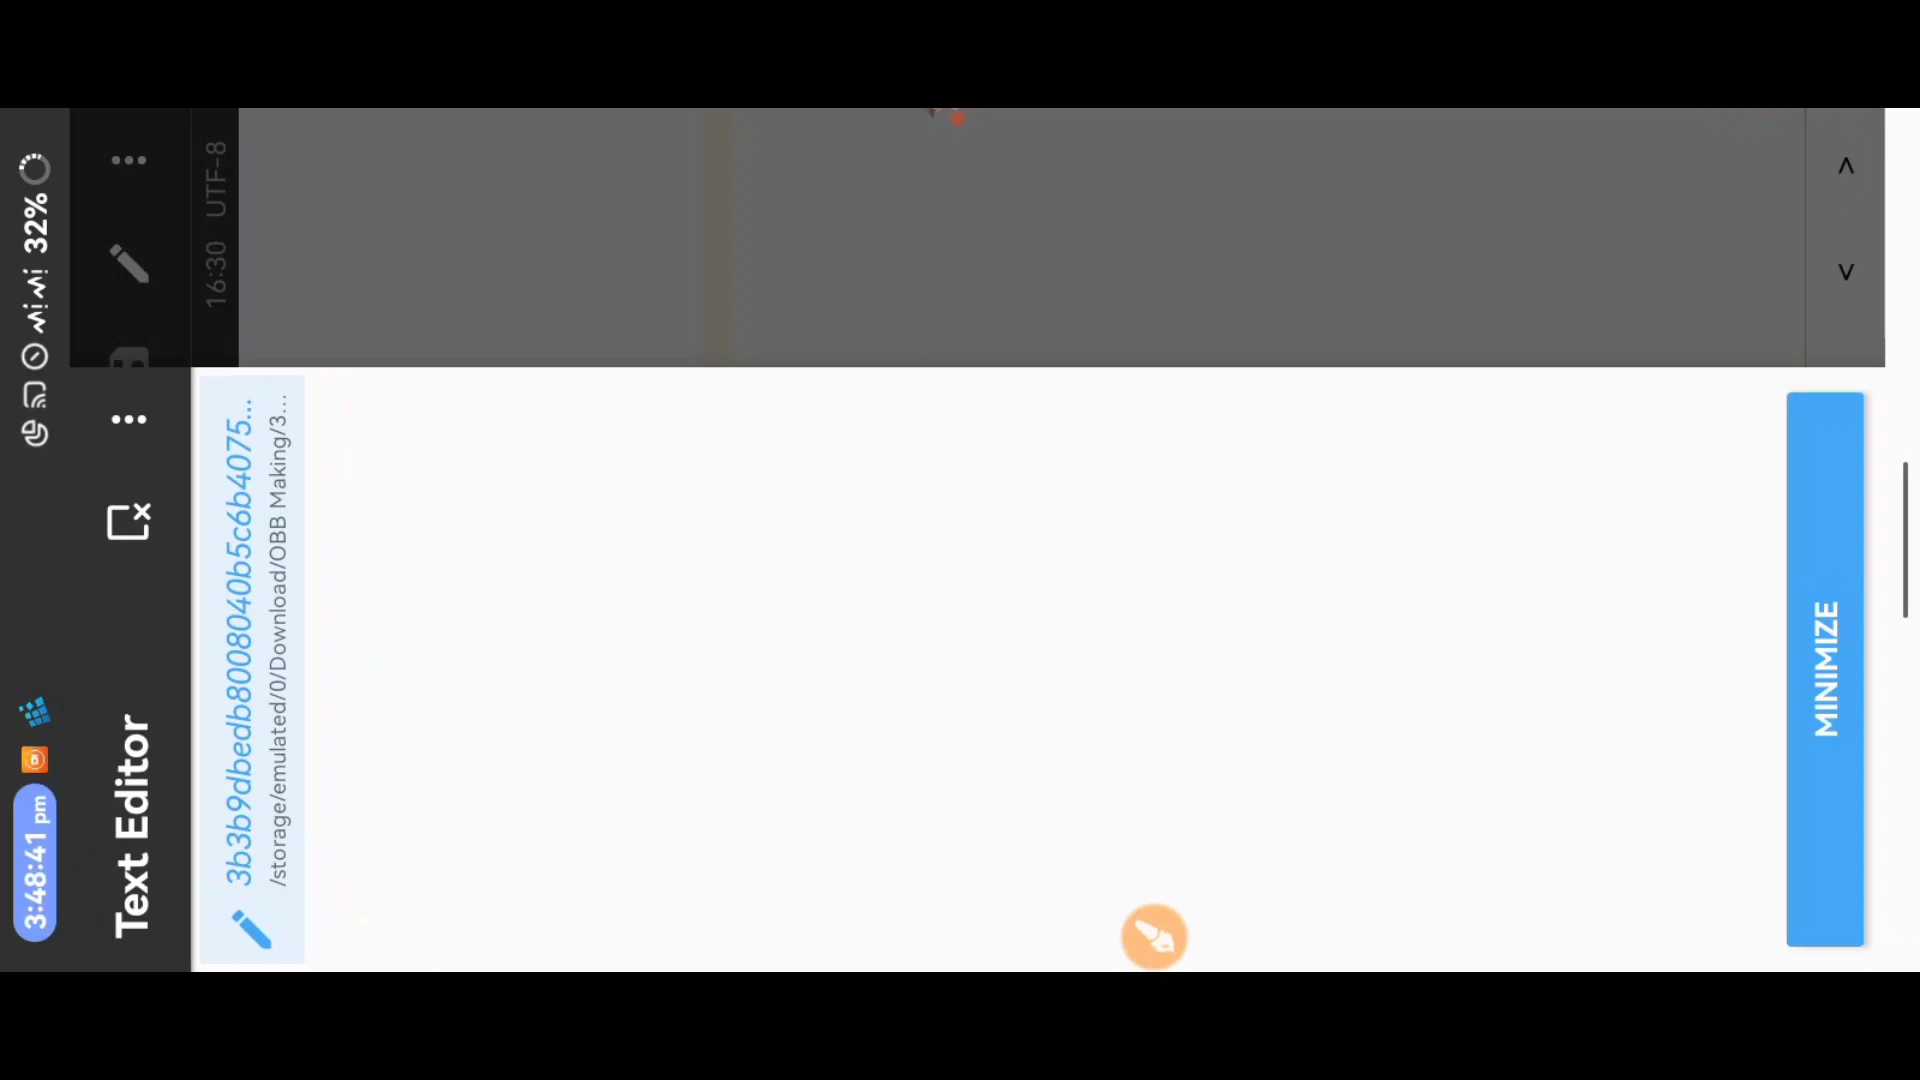 3:48:41 pm
32%
Text Editor
3b3b9dbedb8008040b5c6b4075...
/storage/emulated/0/Download/OBB Making/3...
16:30 UTF-8
MINIMIZE